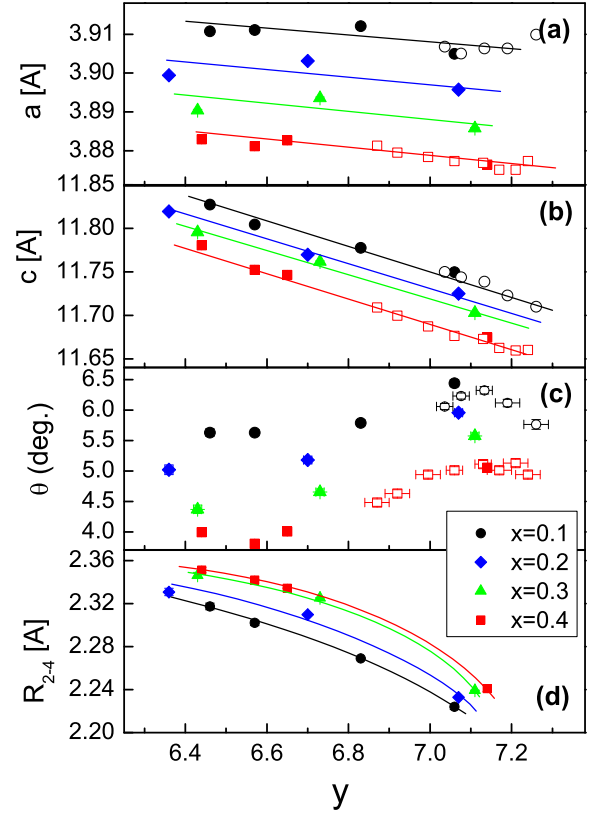 (a)
a [A]
3.91
3.90
3.89
3.88
11.85
(b)
c [A]
11.80
11.75
11.70
11.65
(c)
θ (deg.)
6.5
6.0
5.5
5.0
4.5
4.0
x=0.1
x=0.2
x=0.3
x=0.4
(d)
R2-4 [A]
2.36
2.32
2.28
2.24
2.20
6.4 6.6 6.8 7.0 7.2
y